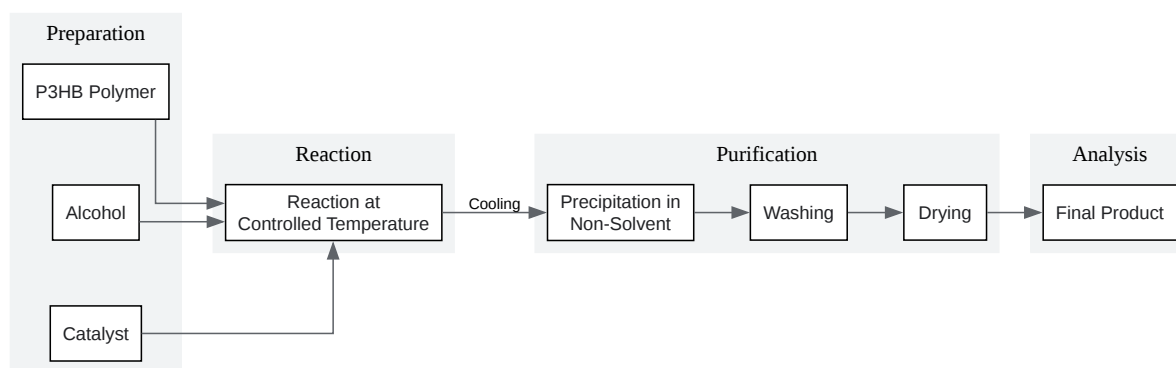 Preparation
P3HB Polymer
Alcohol
Catalyst
Reaction
Reaction at
Controlled Temperature
Cooling
Purification
Precipitation in
Non-Solvent
Washing
Drying
Analysis
Final Product